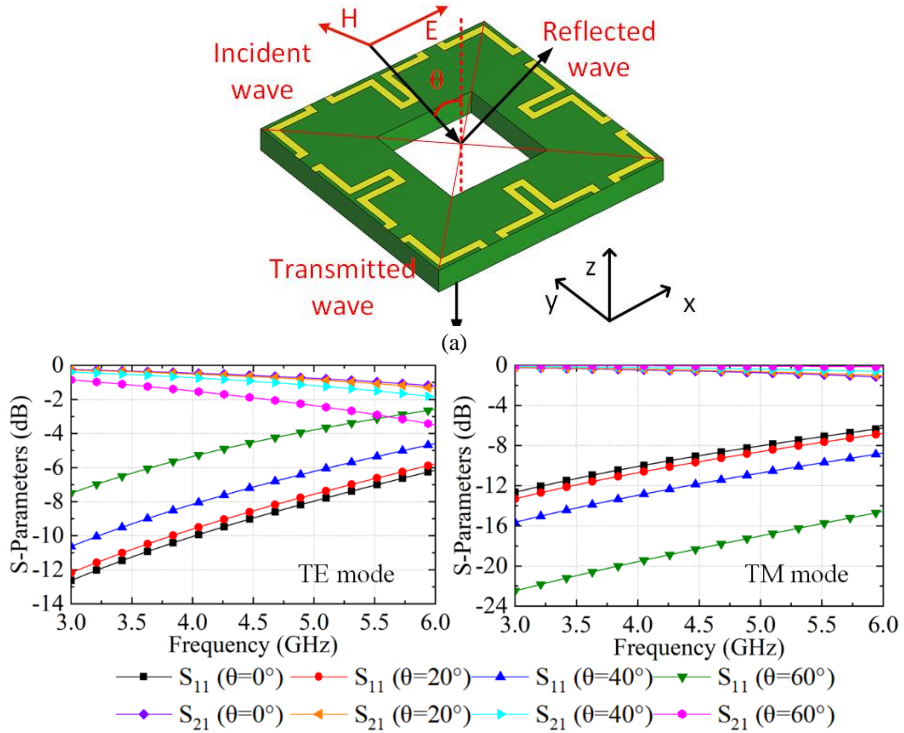 H
E
Incident
wave
Reflected
wave
θ
Transmitted
wave
z
y
x
(a)
0
-2
-4
-6
-8
-10
-12
-14
S-Parameters (dB)
TE mode
3.0 3.5 4.0 4.5 5.0 5.5 6.0
Frequency (GHz)
0
-4
-8
-12
-16
-20
-24
S-Parameters (dB)
TM mode
3.0 3.5 4.0 4.5 5.0 5.5 6.0
Frequency (GHz)
S11 (θ=0°) S11 (θ=20°) S11 (θ=40°) S11 (θ=60°)
S21 (θ=0°) S21 (θ=20°) S21 (θ=40°) S21 (θ=60°)